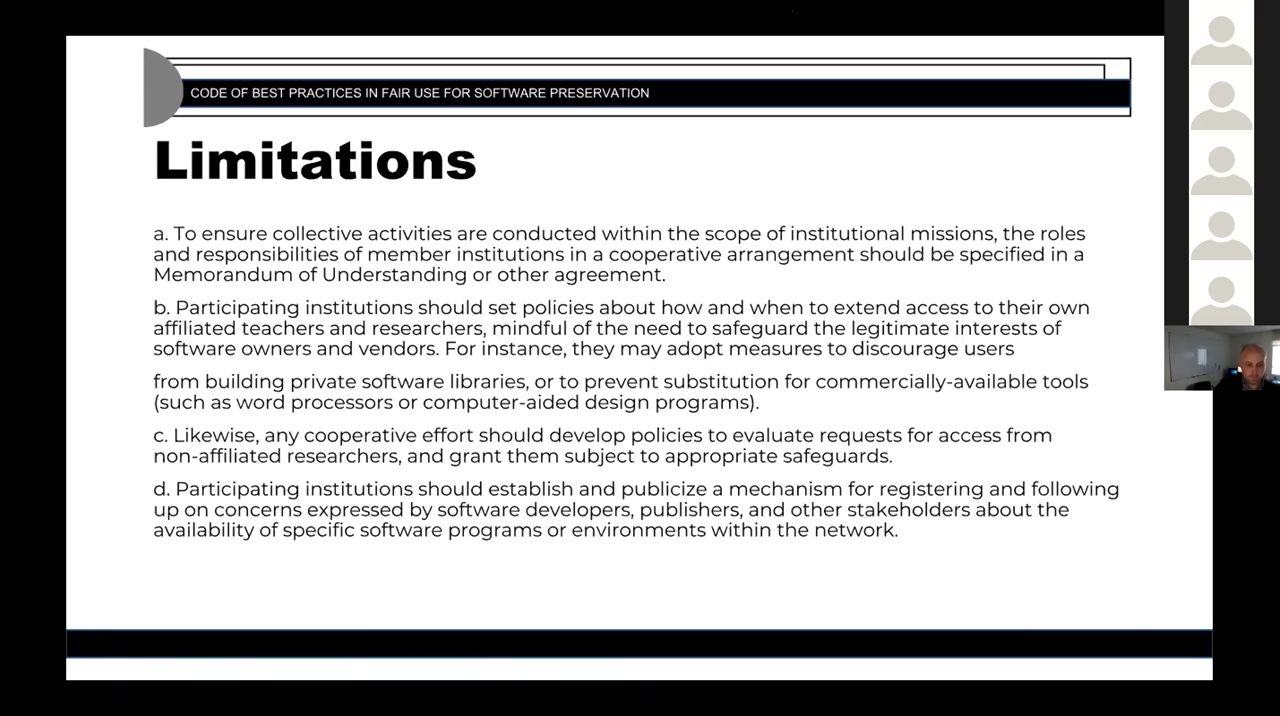 CODE OF BEST PRACTICES IN FAIR USE FOR SOFTWARE PRESERVATION
Limitations
a. To ensure collective activities are conducted within the scope of institutional missions, the roles
and responsibilities of member institutions in a cooperative arrangement should be specified in a
Memorandum of Understanding or other agreement.
b. Participating institutions should set policies about how and when to extend access to their own
affiliated teachers and researchers, mindful of the need to safeguard the legitimate interests of
software owners and vendors. For instance, they may adopt measures to discourage users
from building private software libraries, or to prevent substitution for commercially-available tools
(such as word processors or computer-aided design programs).
c. Likewise, any cooperative effort should develop policies to evaluate requests for access from
non-affiliated researchers, and grant them subject to appropriate safeguards.
d. Participating institutions should establish and publicize a mechanism for registering and following
up on concerns expressed by software developers, publishers, and other stakeholders about the
availability of specific software programs or environments within the network.